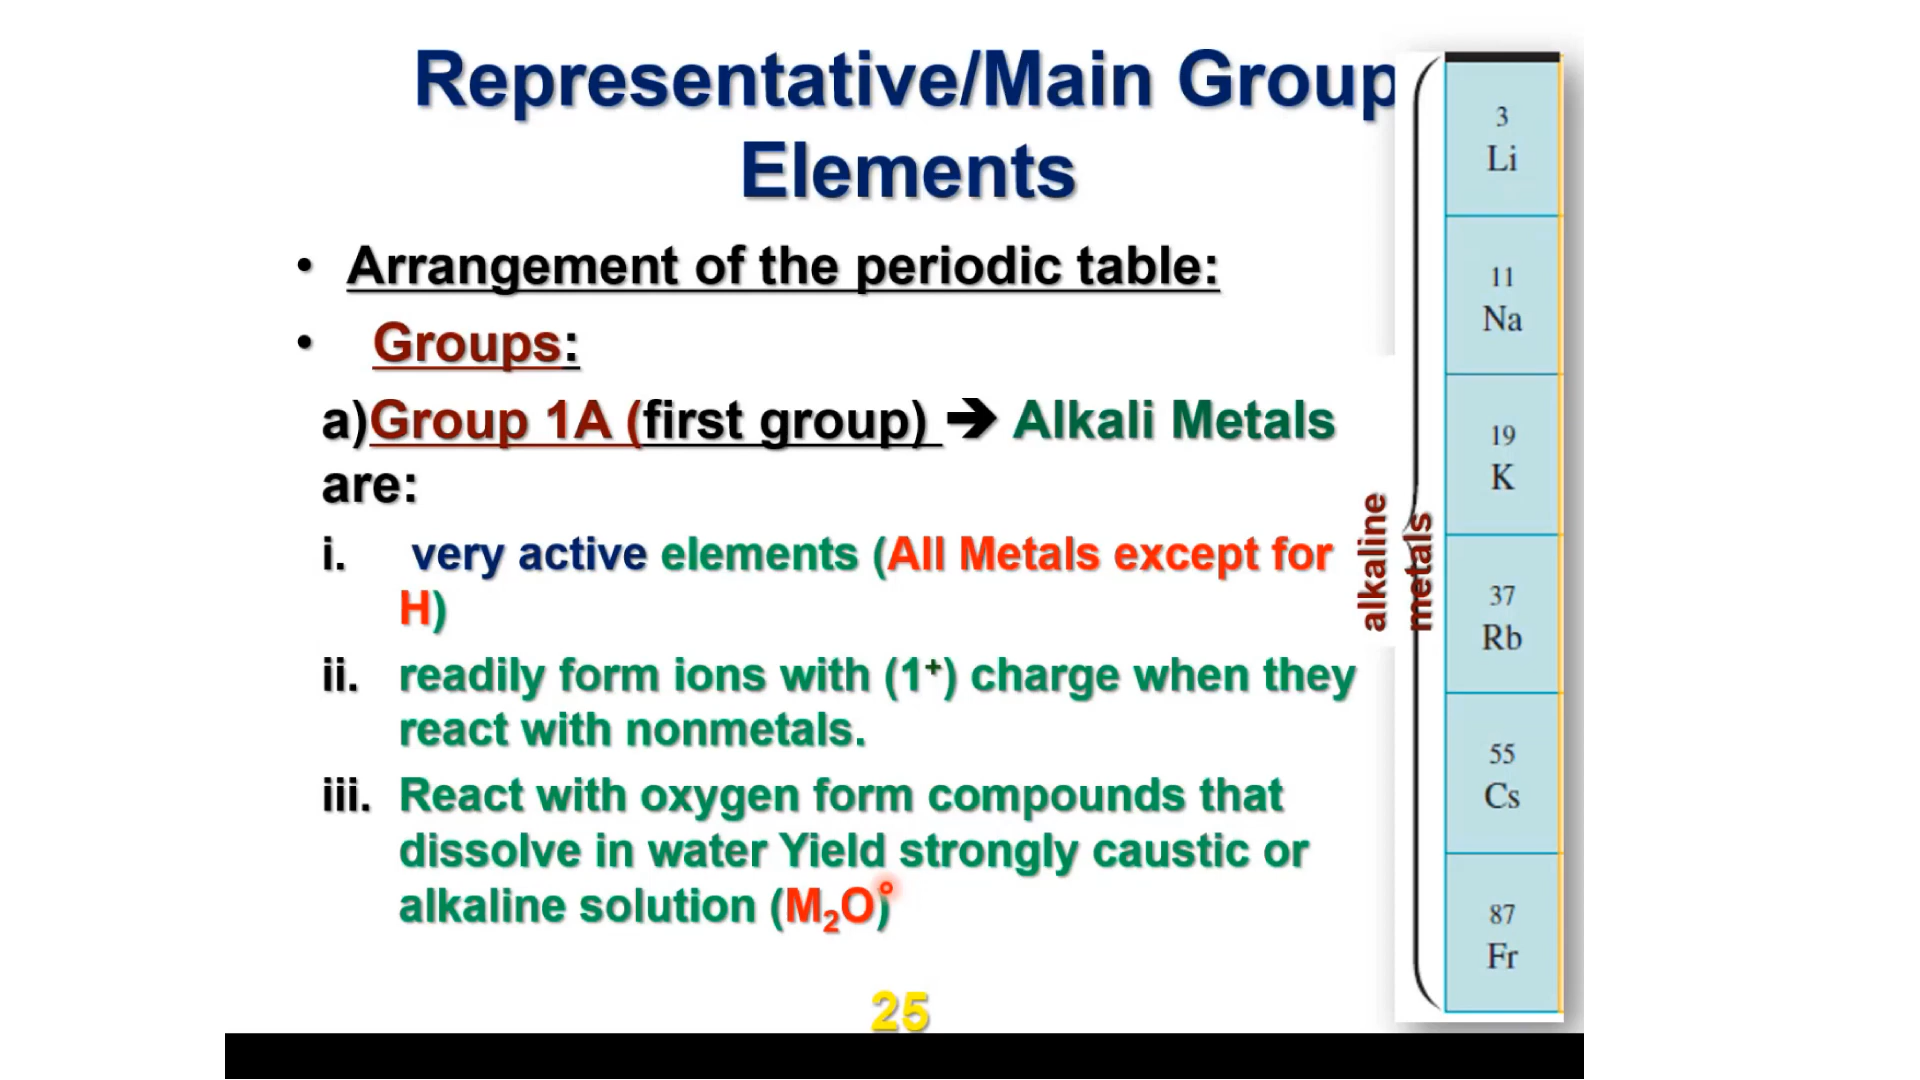 Representative/Main Group
Elements
• Arrangement of the periodic table:
• Groups:
a)Group 1A (first group) ➔ Alkali Metals
are:
i. very active elements (All Metals except for
H)
ii. readily form ions with (1⁺) charge when they
react with nonmetals.
iii. React with oxygen form compounds that
dissolve in water Yield strongly caustic or
alkaline solution (M₂O)
25
alkaline
metals
3
Li
11
Na
19
K
37
Rb
55
Cs
87
Fr